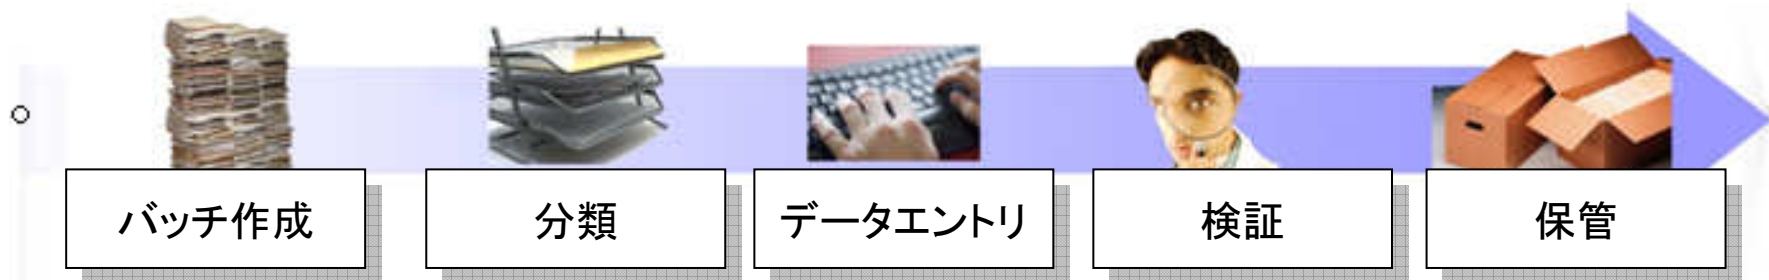 バッチ作成
分類
データエントリ
検証
保管